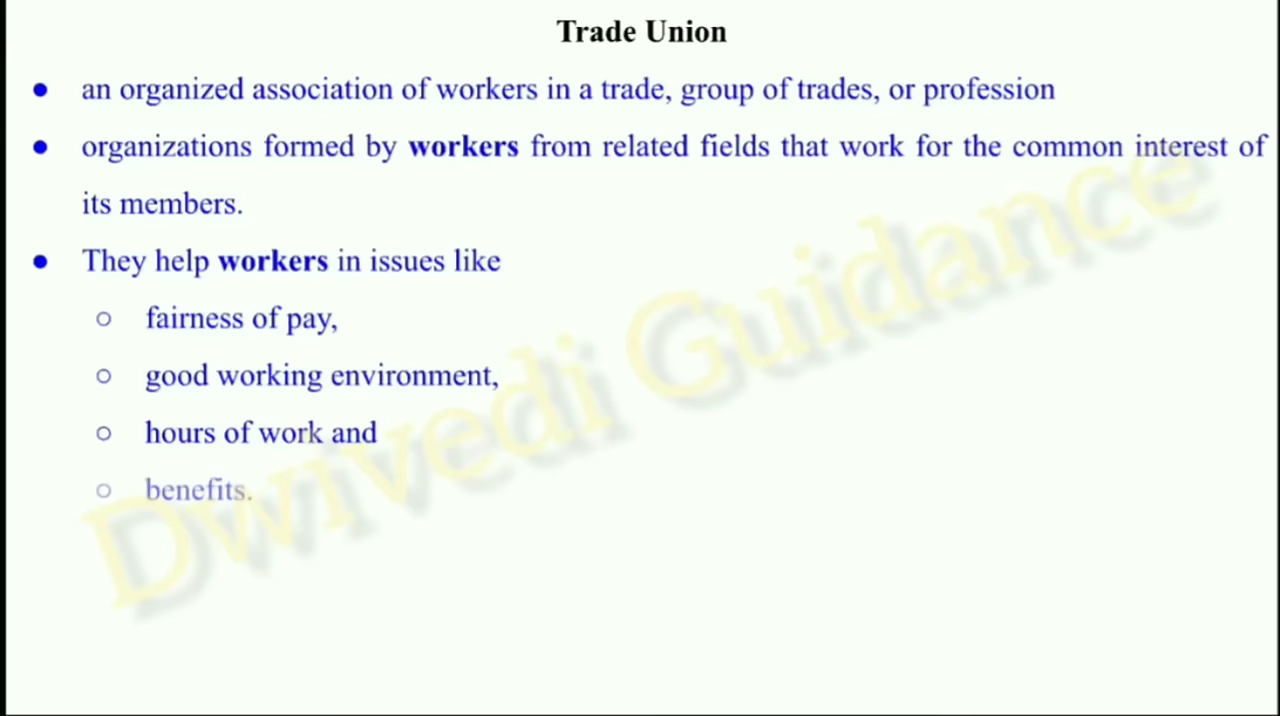 Trade Union
● an organized association of workers in a trade, group of trades, or profession
● organizations formed by workers from related fields that work for the common interest of
its members.
● They help workers in issues like
○ fairness of pay,
○ good working environment,
○ hours of work and
○ benefits.
Dwivedi Guidance